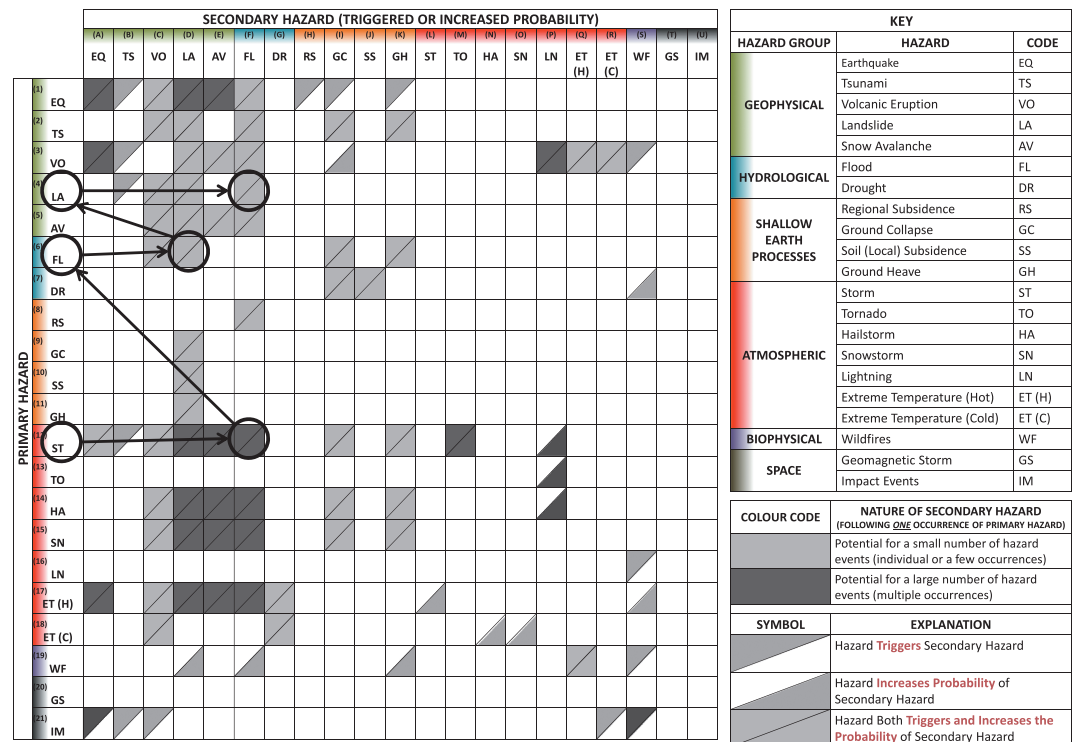 SECONDARY HAZARD (TRIGGERED OR INCREASED PROBABILITY)
(A) (B) (C) (D) (E) (F) (G) (H) (I) (J) (K) (L) (M) (N) (O) (P) (Q) (R) (S) (T) (U)
EQ TS VO LA AV FL DR RS GC SS GH ST TO HA SN LN ET (H) ET (C) WF GS IM
PRIMARY HAZARD
(1) EQ
(2) TS
(3) VO
(4) LA
(5) AV
(6) FL
(7) DR
(8) RS
(9) GC
(10) SS
(11) GH
(12) ST
(13) TO
(14) HA
(15) SN
(16) LN
(17) ET (H)
(18) ET (C)
(19) WF
(20) GS
(21) IM
KEY
HAZARD GROUP HAZARD CODE
GEOPHYSICAL
Earthquake EQ
Tsunami TS
Volcanic Eruption VO
Landslide LA
Snow Avalanche AV
HYDROLOGICAL
Flood FL
Drought DR
SHALLOW
EARTH
PROCESSES
Regional Subsidence RS
Ground Collapse GC
Soil (Local) Subsidence SS
Ground Heave GH
ATMOSPHERIC
Storm ST
Tornado TO
Hailstorm HA
Snowstorm SN
Lightning LN
Extreme Temperature (Hot) ET (H)
Extreme Temperature (Cold) ET (C)
BIOPHYSICAL
Wildfires WF
SPACE
Geomagnetic Storm GS
Impact Events IM
COLOUR CODE
NATURE OF SECONDARY HAZARD
(FOLLOWING ONE OCCURRENCE OF PRIMARY HAZARD)
Potential for a small number of hazard
events (individual or a few occurrences)
Potential for a large number of hazard
events (multiple occurrences)
SYMBOL EXPLANATION
Hazard Triggers Secondary Hazard
Hazard Increases Probability of
Secondary Hazard
Hazard Both Triggers and Increases the
Probability of Secondary Hazard